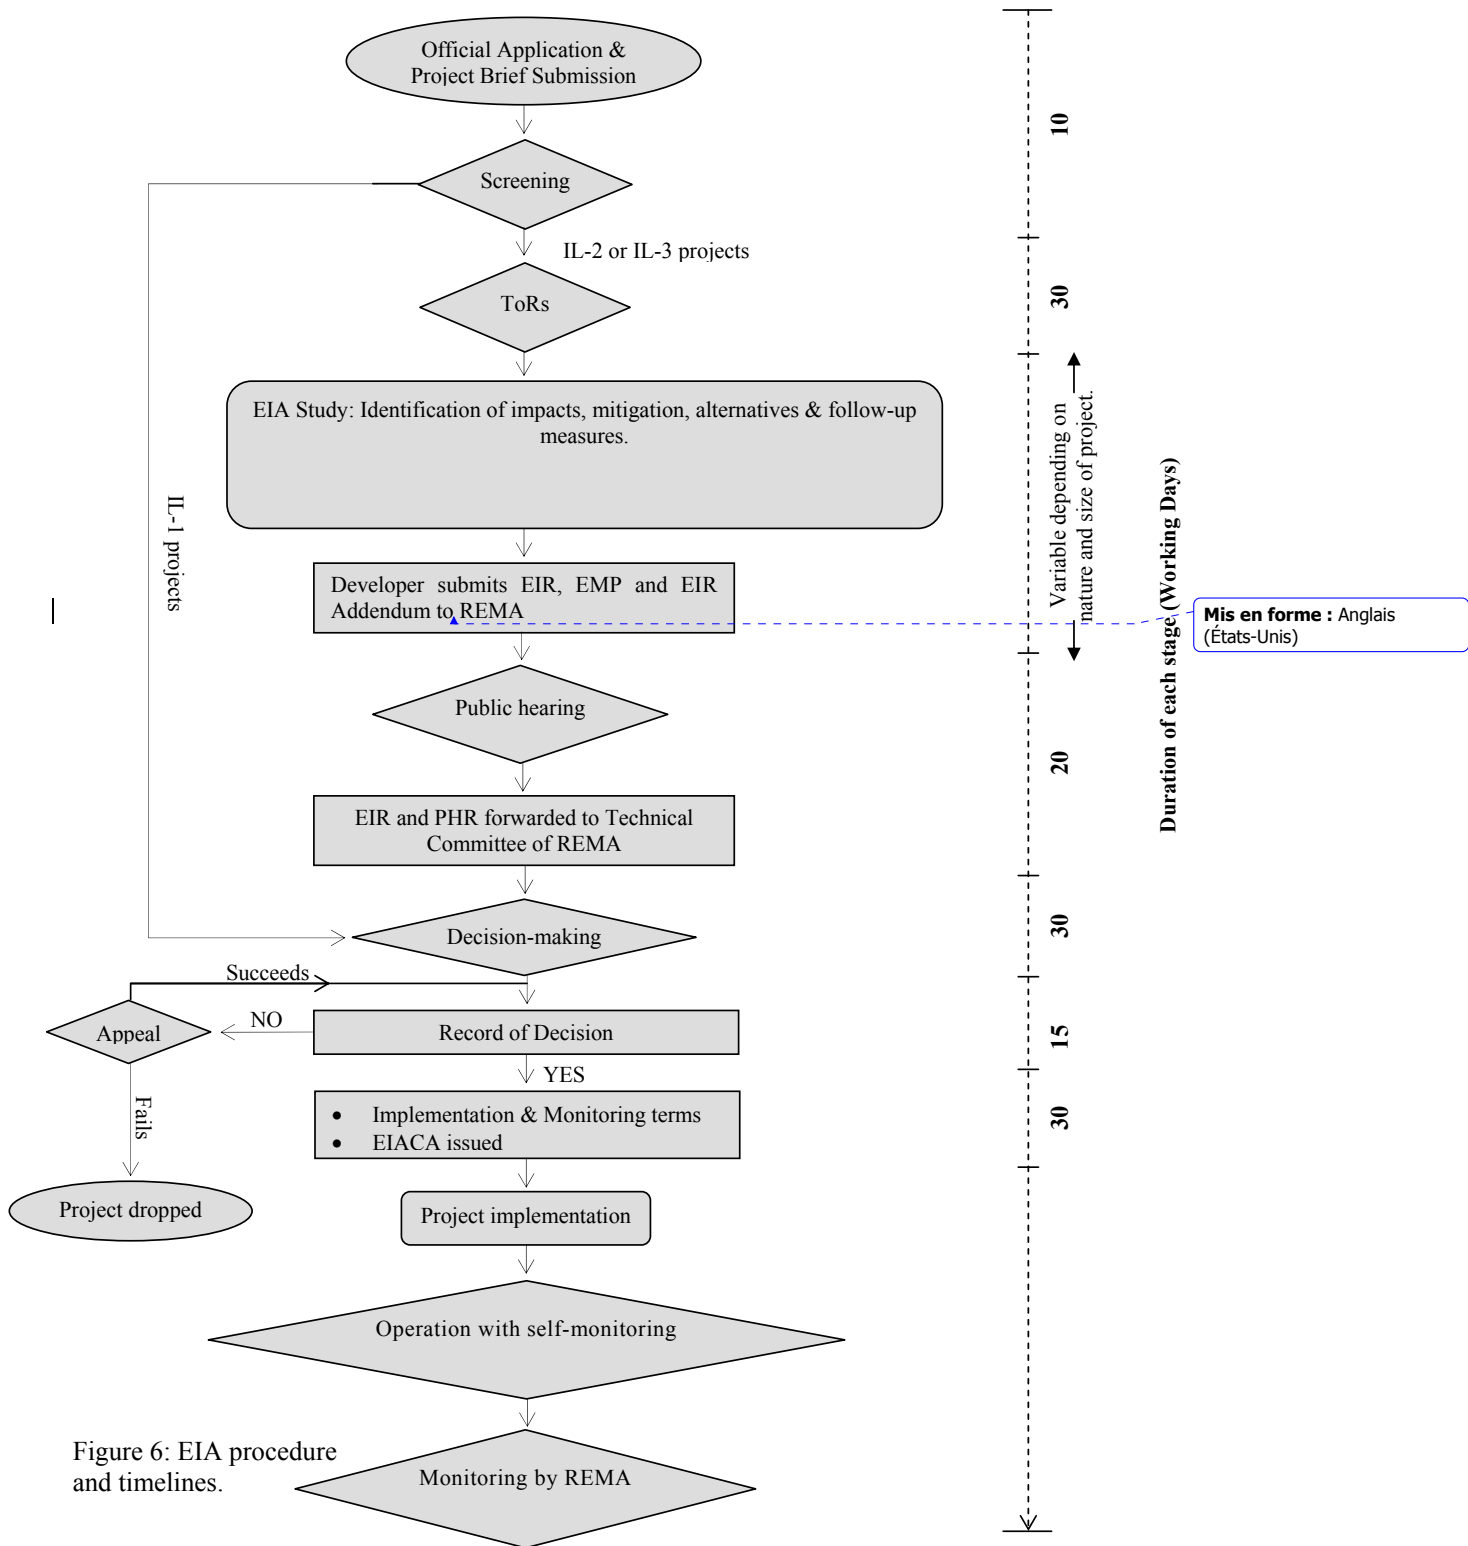 Official Application &
Project Brief Submission
10
Screening
IL-2 or IL-3 projects
ToRs
30
EIA Study: Identification of impacts, mitigation, alternatives & follow-up
measures.
Variable depending on
nature and size of project.
IL-1 projects
Duration of each stage (Working Days)
Developer submits EIR, EMP and EIR
Addendum to REMA
Mis en forme : Anglais
(États-Unis)
Public hearing
20
EIR and PHR forwarded to Technical
Committee of REMA
Decision-making
30
Succeeds
Appeal
NO
Record of Decision
15
YES
Fails
• Implementation & Monitoring terms
• EIACA issued
30
Project dropped
Project implementation
Operation with self-monitoring
Figure 6: EIA procedure
and timelines.
Monitoring by REMA